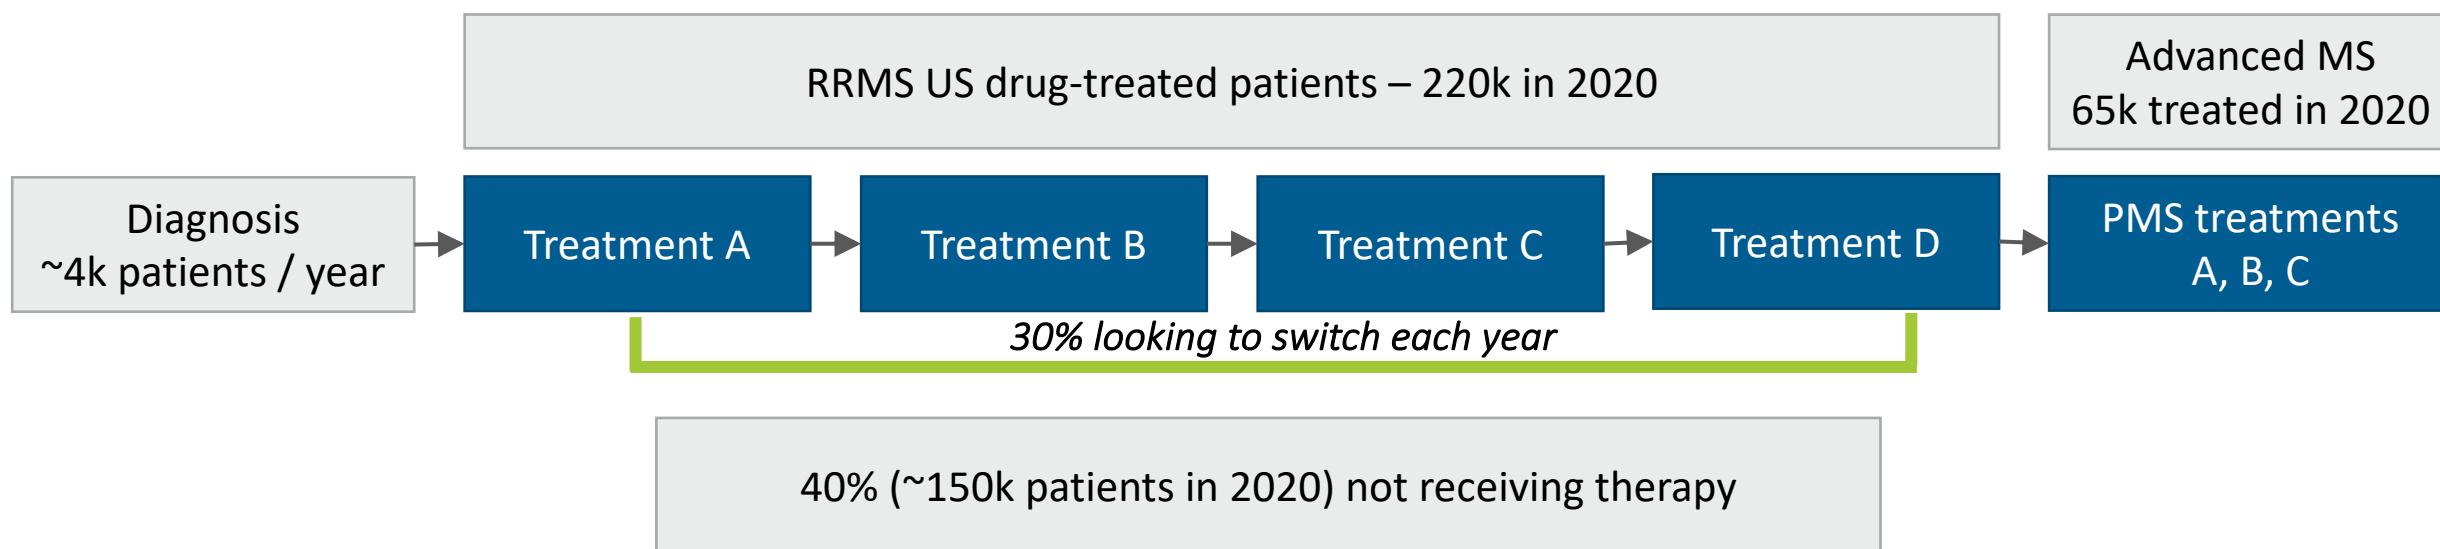 RRMS US drug-treated patients – 220k in 2020
Advanced MS
65k treated in 2020
Diagnosis
~4k patients / year
Treatment A
Treatment B
Treatment C
Treatment D
PMS treatments
A, B, C
30% looking to switch each year
40% (~150k patients in 2020) not receiving therapy